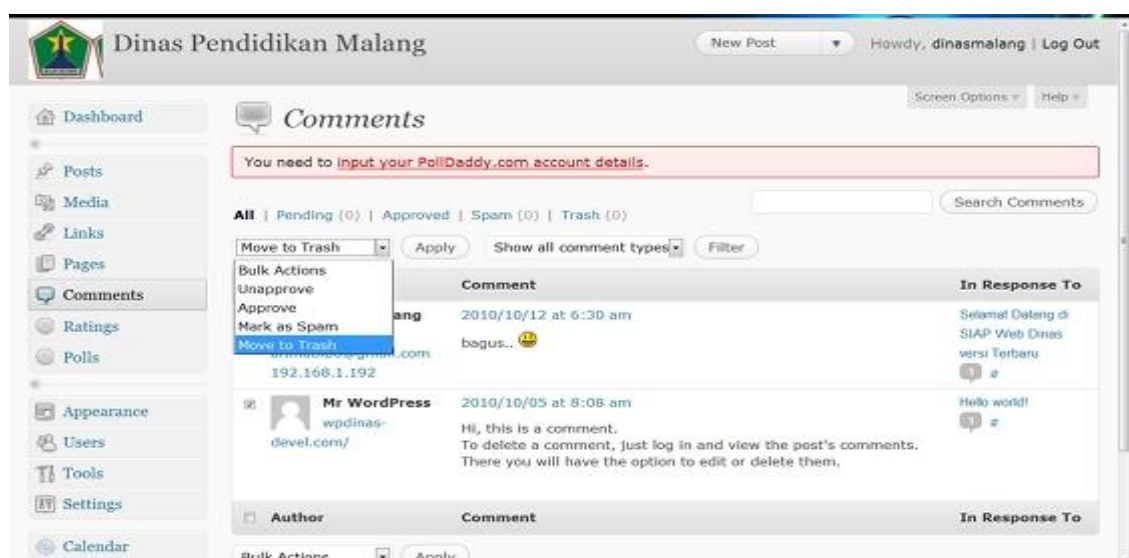 Dinas Pendidikan Malang
New Post
Howdy, dinasmalang | Log Out
Screen Options
Help
Dashboard
Posts
Media
Links
Pages
Comments
Ratings
Polls
Appearance
Users
Tools
Settings
Calendar
Comments
You need to input your PollDaddy.com account details.
All | Pending (0) | Approved | Spam (0) | Trash (0)
Search Comments
Move to Trash
Apply
Show all comment types
Filter
Bulk Actions
Unapprove
Approve
Mark as Spam
Move to Trash
Comment
In Response To
ang
.com
192.168.1.192
2010/10/12 at 6:30 am
bagus..
Selamat Datang di
SIAP Web Dinas
versi Terbaru
1 #
Mr WordPress
wpdinas-
devel.com/
2010/10/05 at 8:08 am
Hi, this is a comment.
To delete a comment, just log in and view the post's comments.
There you will have the option to edit or delete them.
Hello world!
1 #
Author
Comment
In Response To
Bulk Actions
Apply